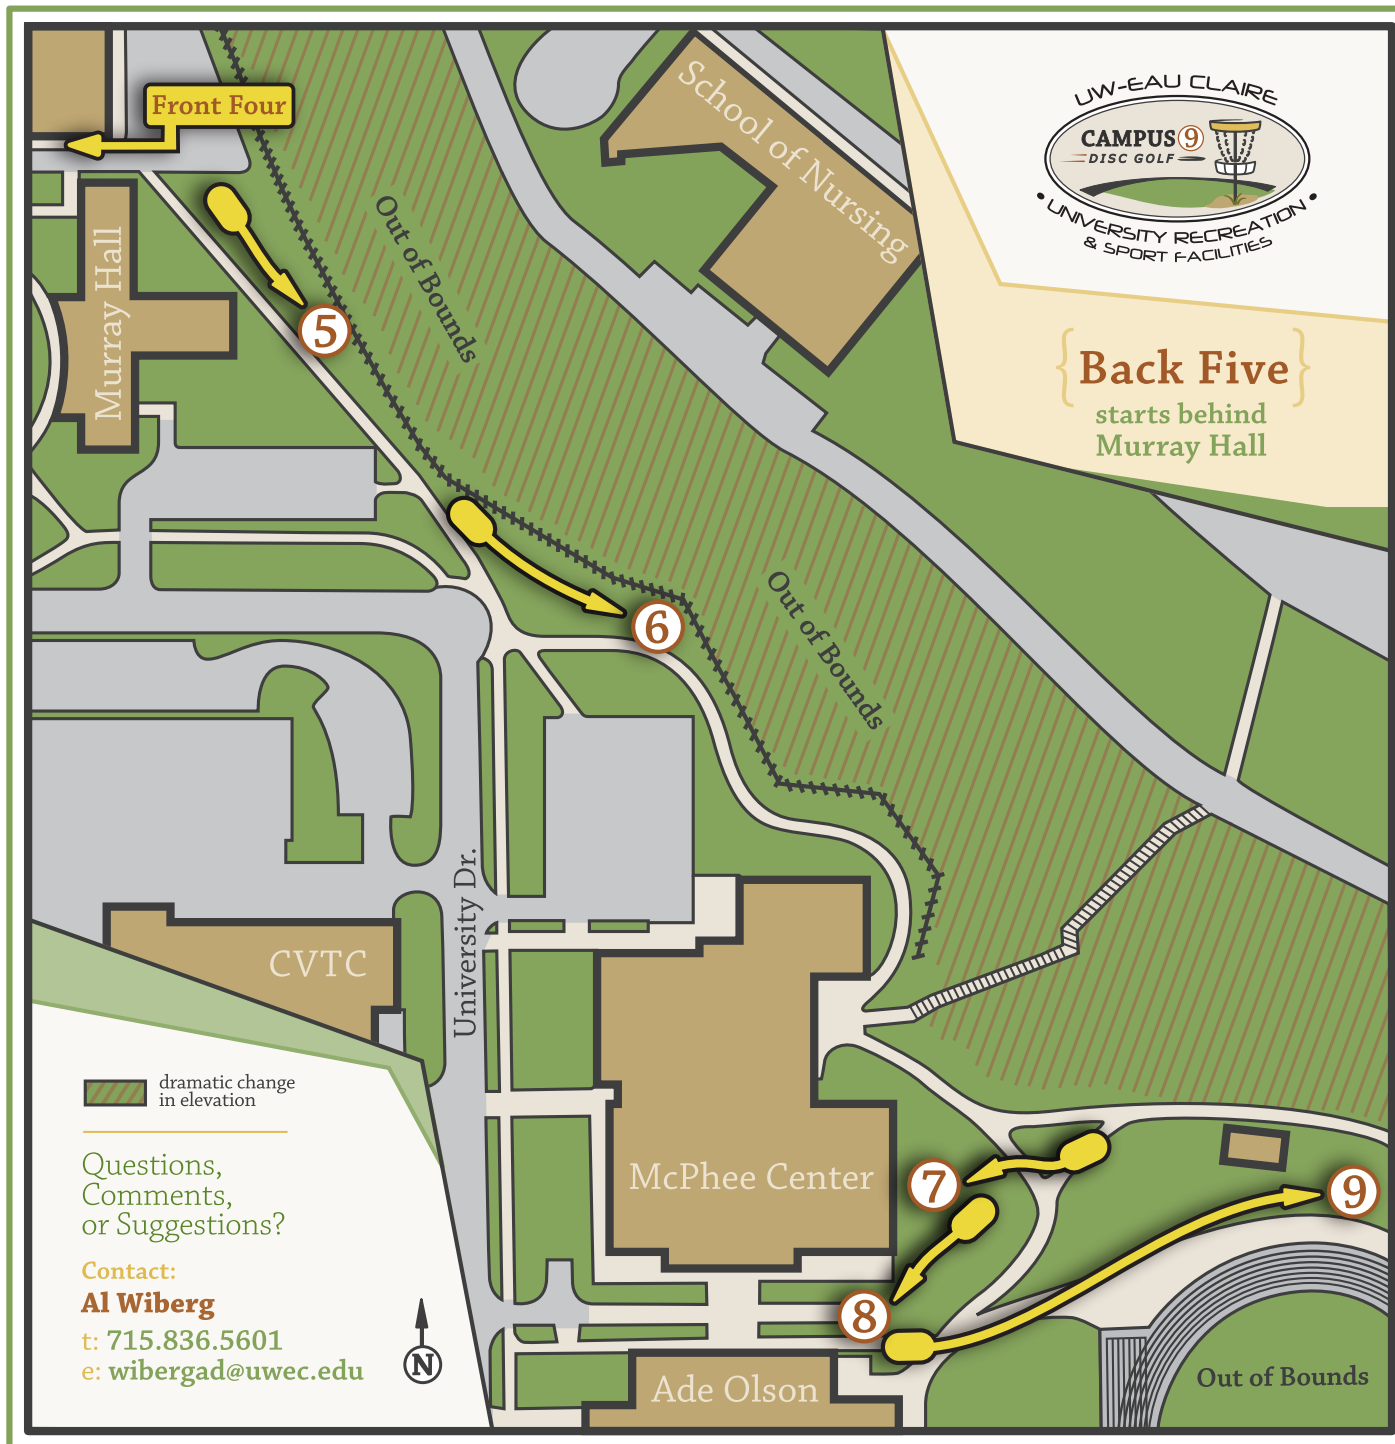 Front Four
Murray Hall
Out of Bounds
School of Nursing
UW-EAU CLAIRE
CAMPUS 9
DISC GOLF
• UNIVERSITY RECREATION •
& SPORT FACILITIES
{ Back Five }
starts behind
Murray Hall
5
6
Out of Bounds
University Dr.
CVTC
McPhee Center
7
8
9
Ade Olson
Out of Bounds
dramatic change
in elevation
Questions,
Comments,
or Suggestions?
Contact:
Al Wiberg
t: 715.836.5601
e: wibergad@uwec.edu
N